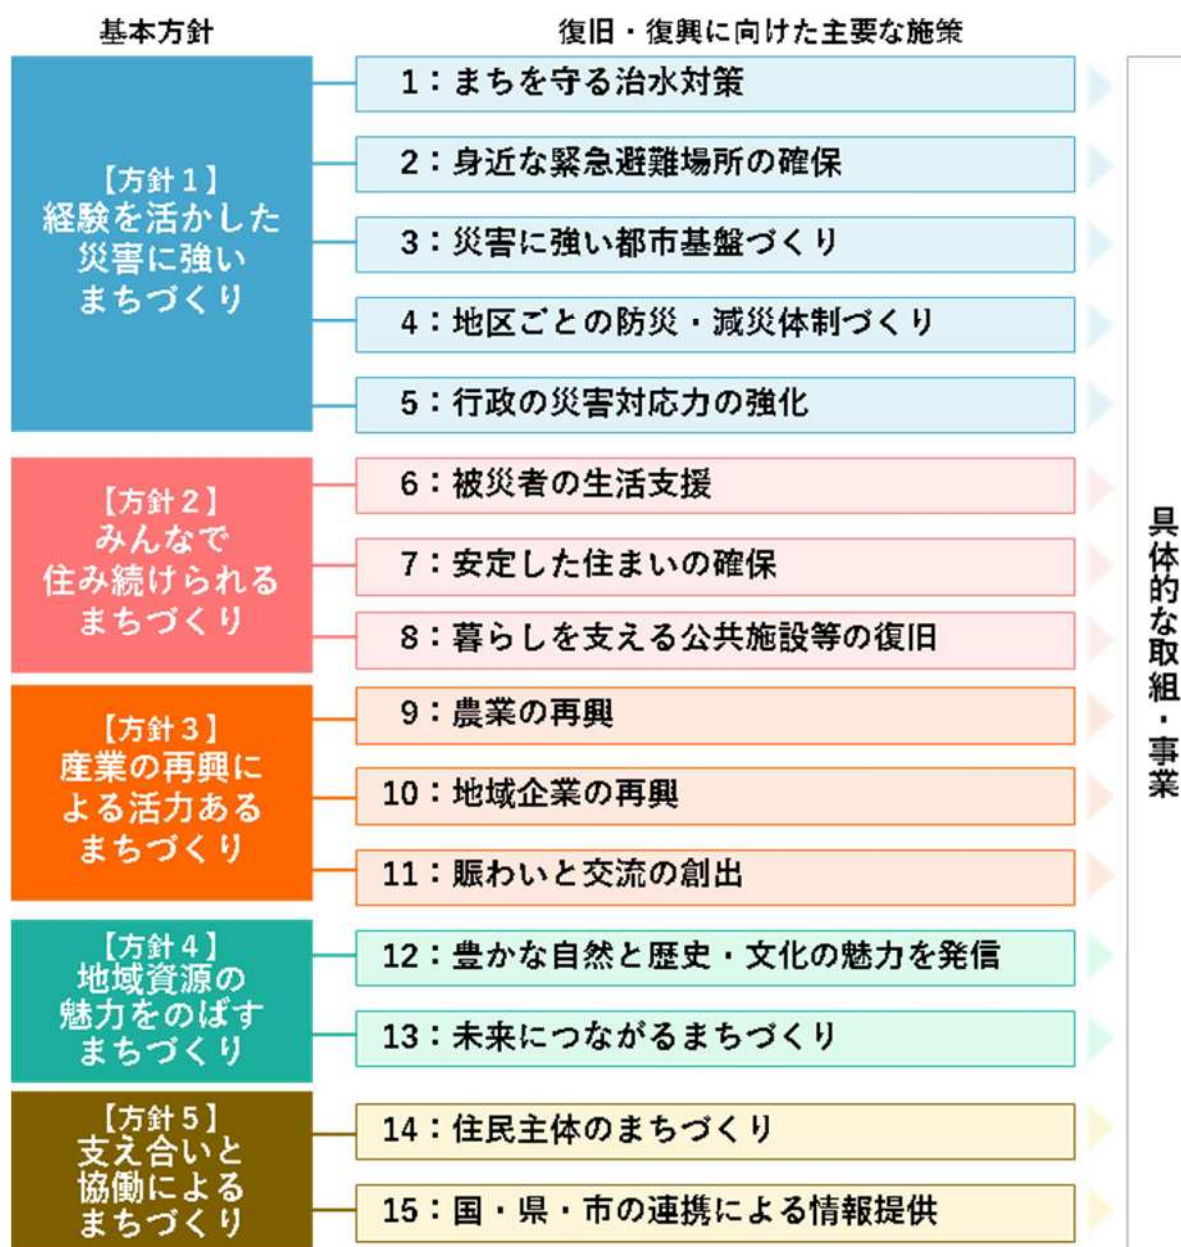 基本方針
復旧・復興に向けた主要な施策
【方針1】
経験を活かした
災害に強い
まちづくり
1：まちを守る治水対策
2：身近な緊急避難場所の確保
3：災害に強い都市基盤づくり
4：地区ごとの防災・減災体制づくり
5：行政の災害対応力の強化
【方針2】
みんなで
住み続けられる
まちづくり
6：被災者の生活支援
7：安定した住まいの確保
8：暮らしを支える公共施設等の復旧
【方針3】
産業の再興に
よる活力ある
まちづくり
9：農業の再興
10：地域企業の再興
11：賑わいと交流の創出
【方針4】
地域資源の
魅力をのばす
まちづくり
12：豊かな自然と歴史・文化の魅力を発信
13：未来につながるまちづくり
【方針5】
支え合いと
協働による
まちづくり
14：住民主体のまちづくり
15：国・県・市の連携による情報提供
具体的な取組・事業